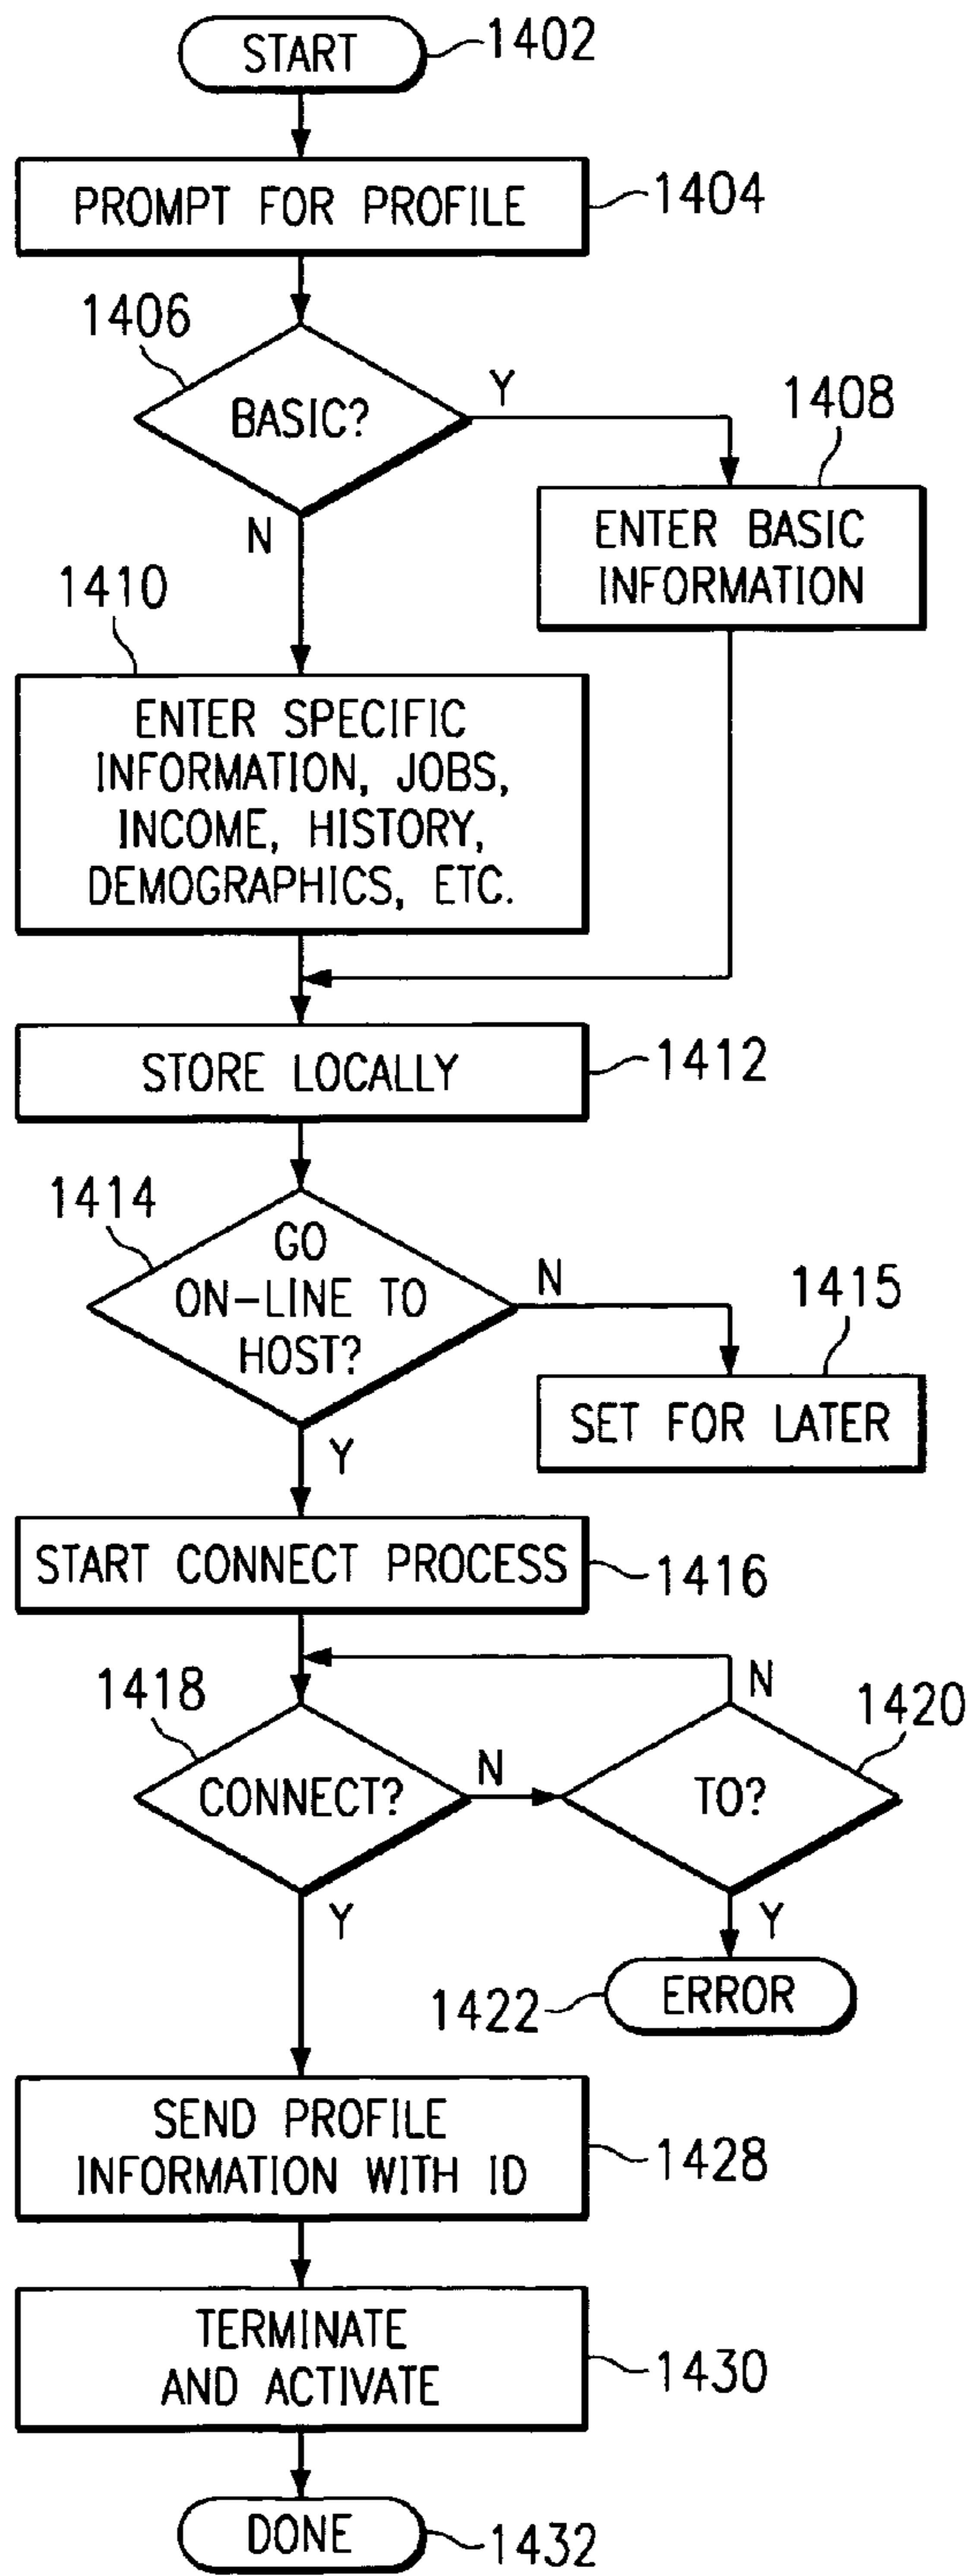 START
1402
PROMPT FOR PROFILE
1404
1406
BASIC?
Y
N
1408
ENTER BASIC
INFORMATION
1410
ENTER SPECIFIC
INFORMATION, JOBS,
INCOME, HISTORY,
DEMOGRAPHICS, ETC.
STORE LOCALLY
1412
1414
GO
ON-LINE TO
HOST?
N
Y
1415
SET FOR LATER
START CONNECT PROCESS
1416
1418
CONNECT?
N
Y
N
1420
TO?
Y
1422
ERROR
SEND PROFILE
INFORMATION WITH ID
1428
TERMINATE
AND ACTIVATE
1430
DONE
1432